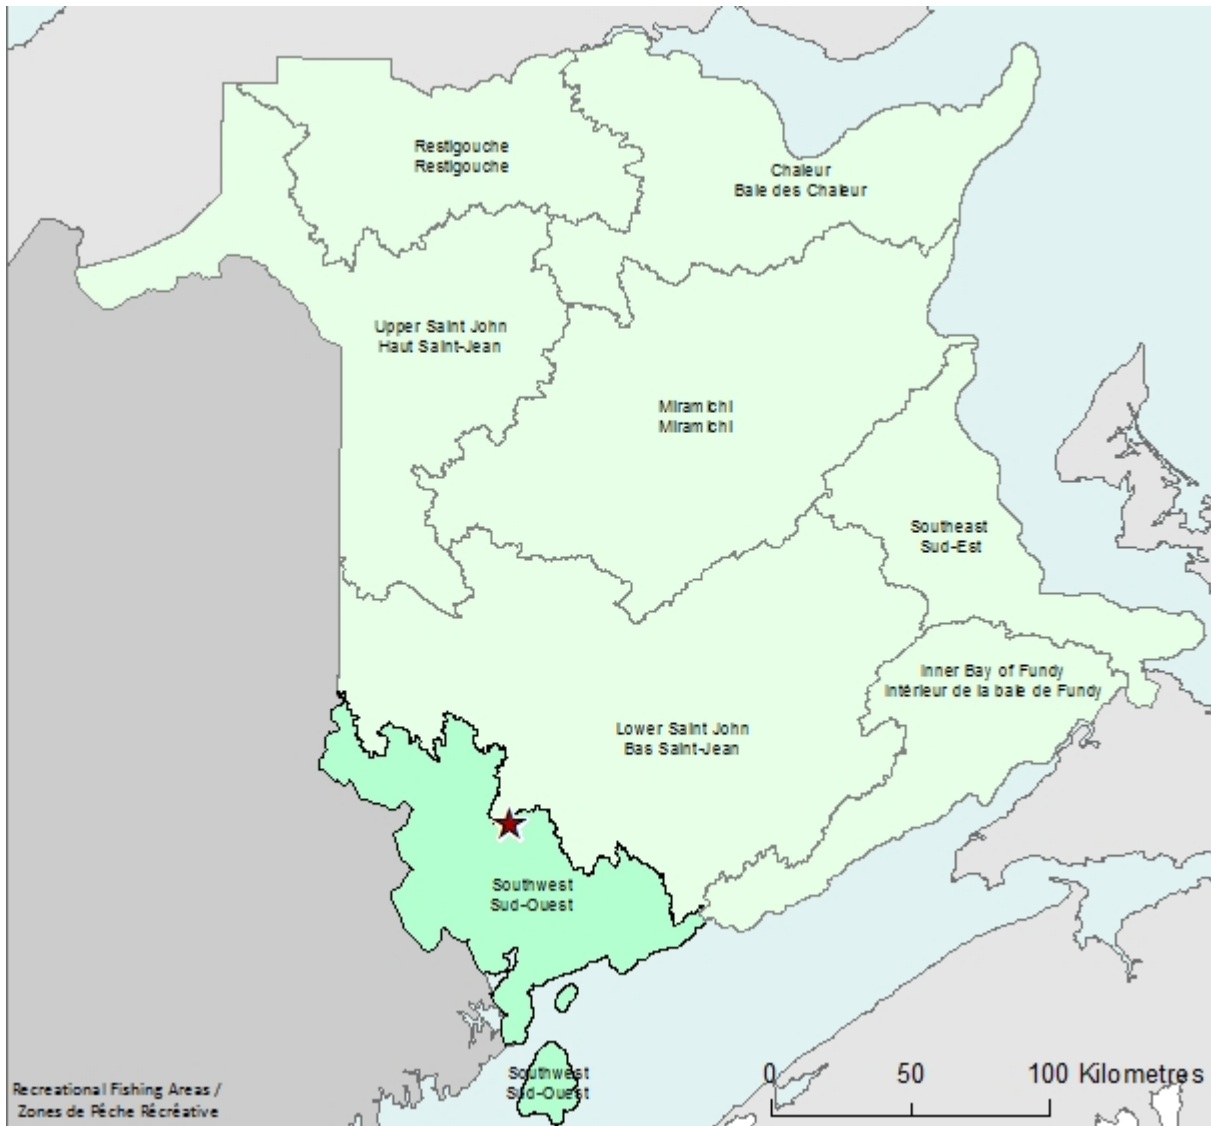 Restigouche
Restigouche
Chaleur
Baie des Chaleur
Upper Saint John
Haut Saint-Jean
Miramichi
Miramichi
Southeast
Sud-Est
Inner Bay of Fundy
Intérieur de la baie de Fundy
Lower Saint John
Bas Saint-Jean
Southwest
Sud-Ouest
Southwest
Sud-Ouest
0 50 100 Kilometres
Recreational Fishing Areas /
Zones de Pêche Récréative